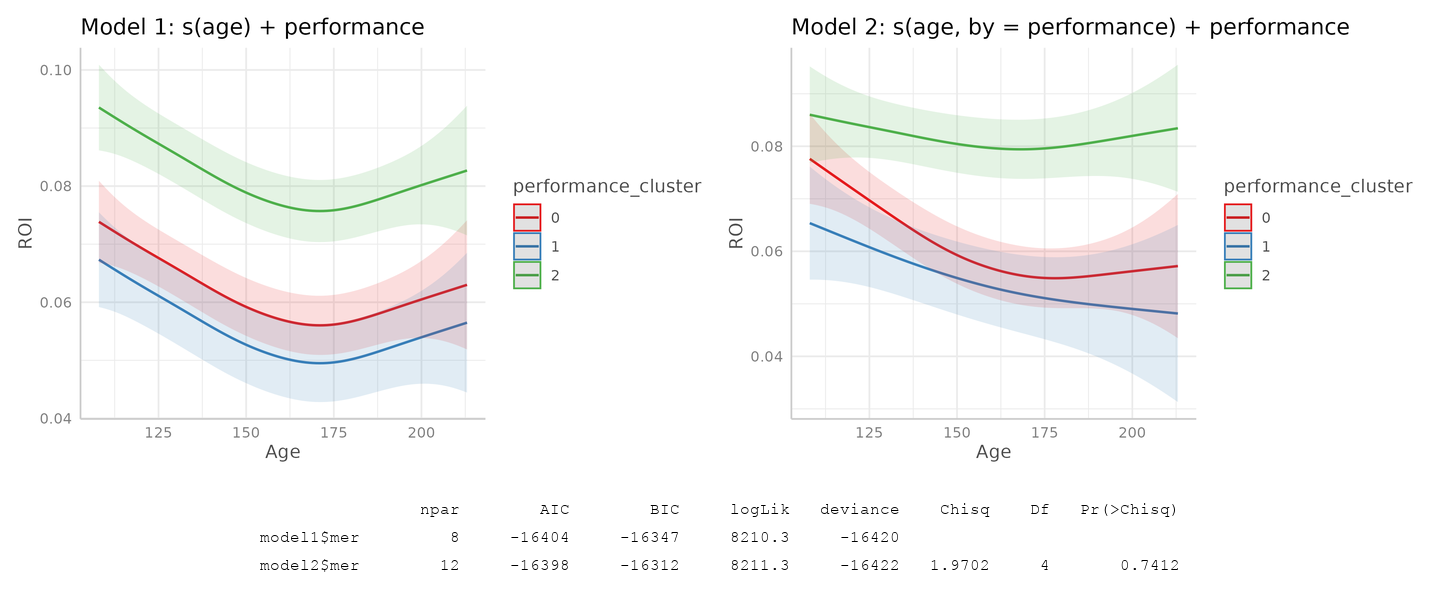 Model 1: s(age) + performance
0.10
0.08
0.06
0.04
ROI
125 150 175 200
Age
performance_cluster
0
1
2
Model 2: s(age, by = performance) + performance
0.08
0.06
0.04
ROI
125 150 175 200
Age
performance_cluster
0
1
2
npar AIC BIC logLik deviance Chisq Df Pr(>Chisq)
model1$mer 8 -16404 -16347 8210.3 -16420
model2$mer 12 -16398 -16312 8211.3 -16422 1.9702 4 0.7412